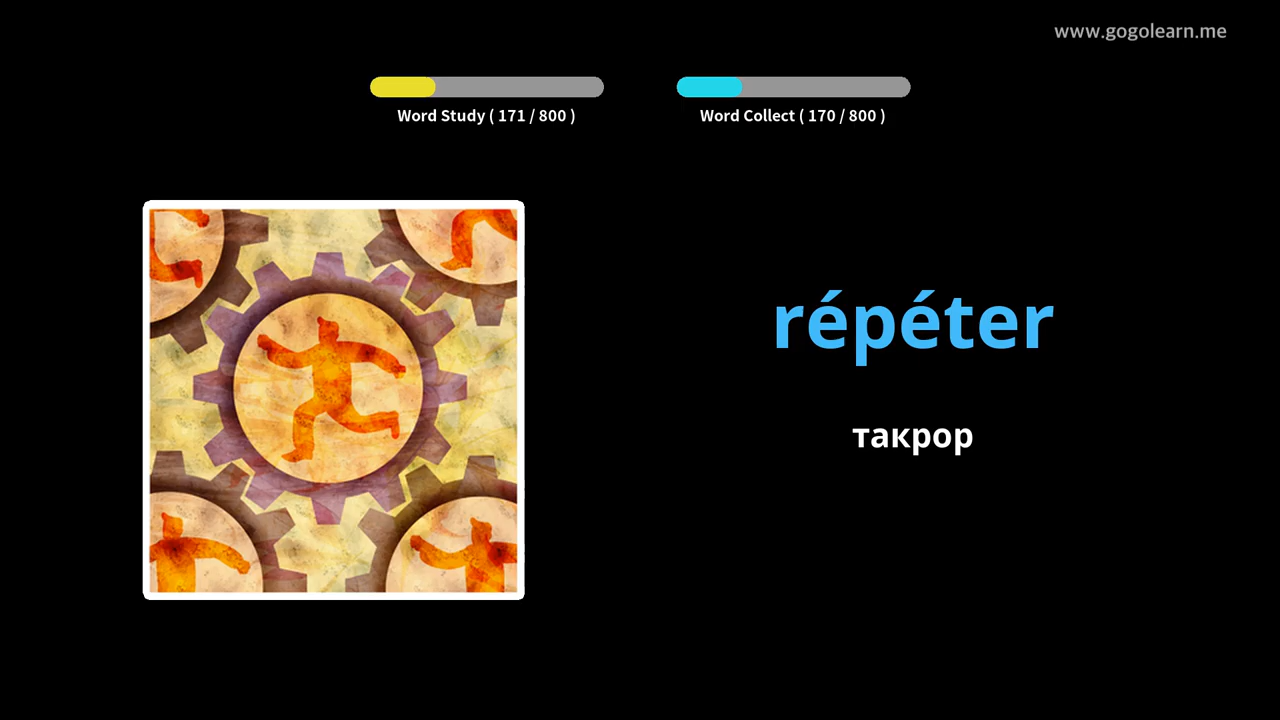 www.gogolearn.me
Word Study ( 171 / 800 )
Word Collect ( 170 / 800 )
répéter
такрор